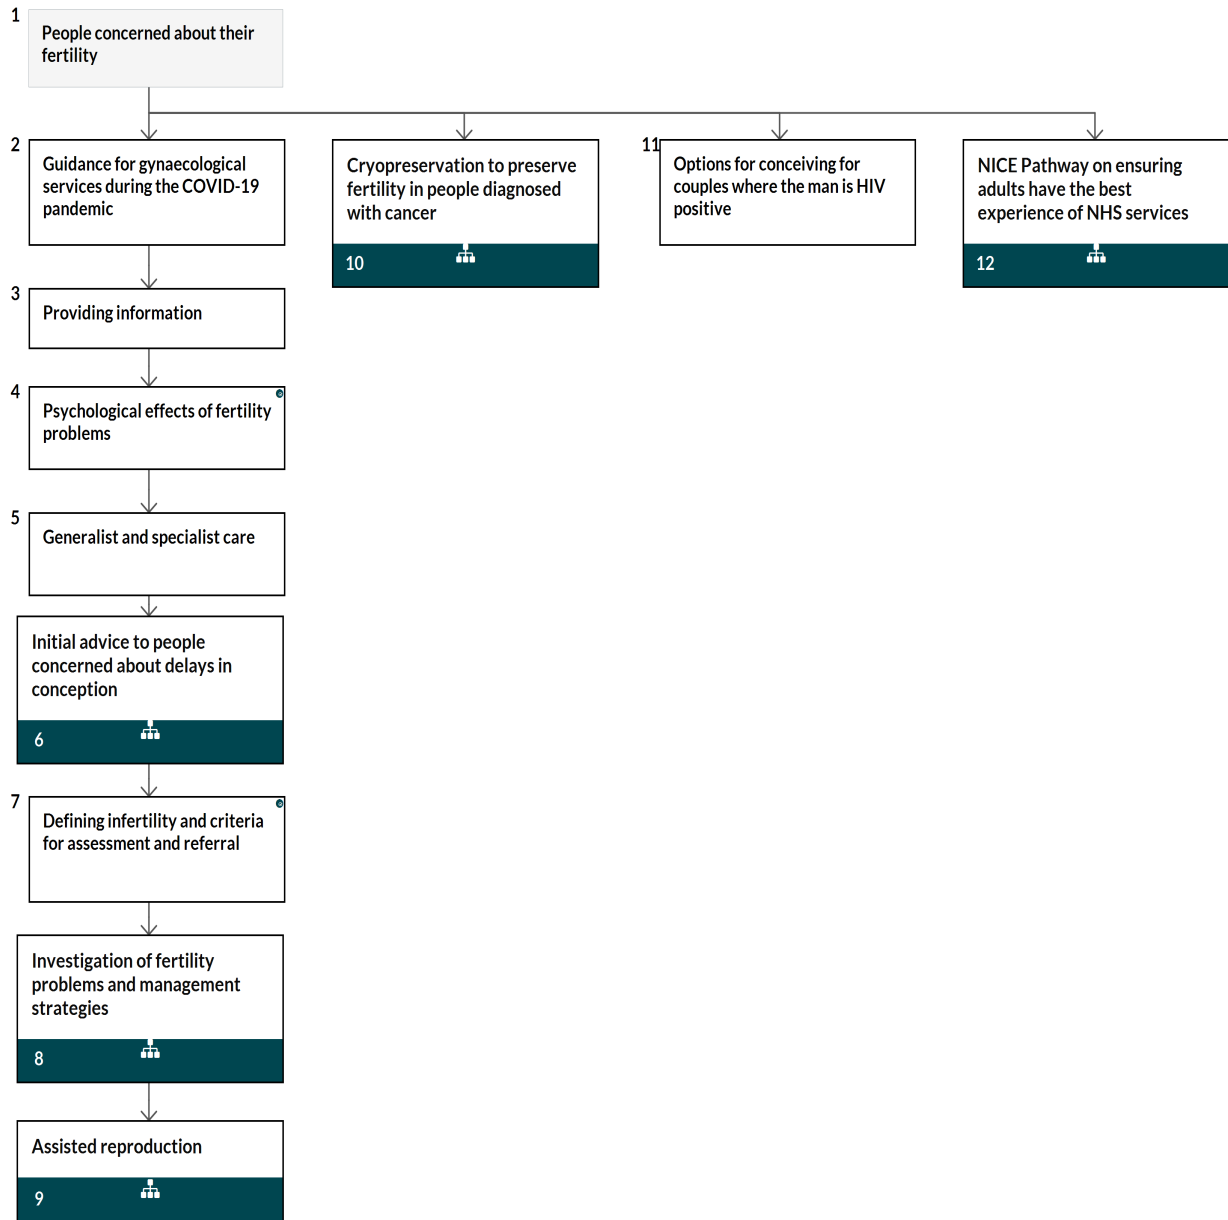 1
People concerned about their
fertility
2
Guidance for gynaecological
services during the COVID-19
pandemic
Cryopreservation to preserve
fertility in people diagnosed
with cancer
10
11
Options for conceiving for
couples where the man is HIV
positive
NICE Pathway on ensuring
adults have the best
experience of NHS services
12
3
Providing information
4
Psychological effects of fertility
problems
5
Generalist and specialist care
Initial advice to people
concerned about delays in
conception
6
7
Defining infertility and criteria
for assessment and referral
Investigation of fertility
problems and management
strategies
8
Assisted reproduction
9